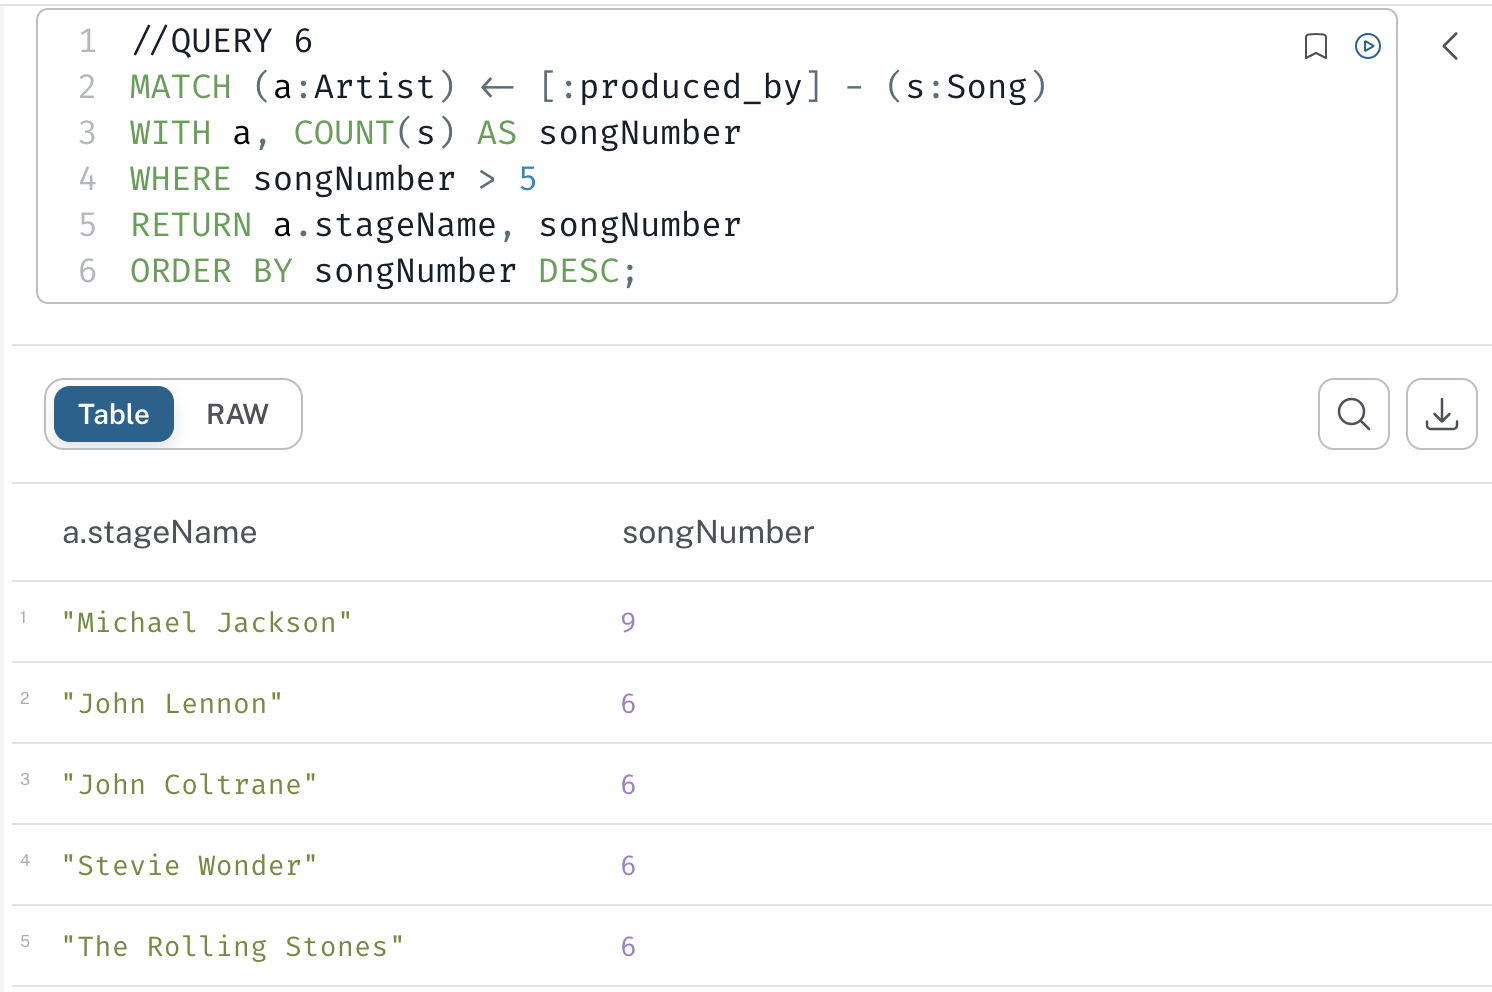 1 //QUERY 6
2 MATCH (a:Artist) <- [:produced_by] - (s:Song)
3 WITH a, COUNT(s) AS songNumber
4 WHERE songNumber > 5
5 RETURN a.stageName, songNumber
6 ORDER BY songNumber DESC;
Table RAW
a.stageName songNumber
1 "Michael Jackson" 9
2 "John Lennon" 6
3 "John Coltrane" 6
4 "Stevie Wonder" 6
5 "The Rolling Stones" 6